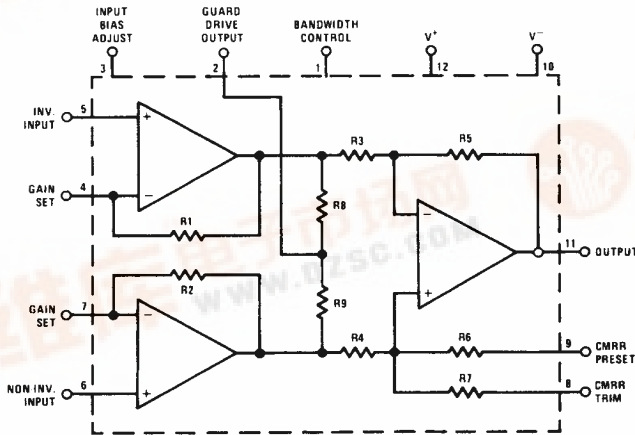 INPUT
BIAS
ADJUST
3
GUARD
DRIVE
OUTPUT
2
BANDWIDTH
CONTROL
1
V+
12
V−
10
INV.
INPUT
5
GAIN
SET
4
GAIN
SET
7
NON INV.
INPUT
6
+
−
−
+
−
+
R1
R2
R3
R5
R8
R9
R4
R6
R7
11
OUTPUT
9
CMRR
PRESET
8
CMRR
TRIM
WWW.DZSC.COM